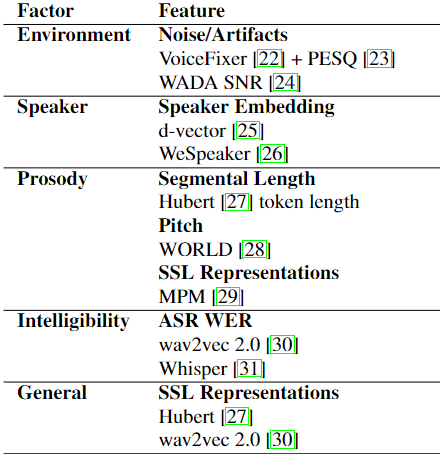 Factor Feature
Environment Noise/Artifacts
VoiceFixer [22] + PESQ [23]
WADA SNR [24]
Speaker Speaker Embedding
d-vector [25]
WeSpeaker [26]
Prosody Segmental Length
Hubert [27] token length
Pitch
WORLD [28]
SSL Representations
MPM [29]
Intelligibility ASR WER
wav2vec 2.0 [30]
Whisper [31]
General SSL Representations
Hubert [27]
wav2vec 2.0 [30]